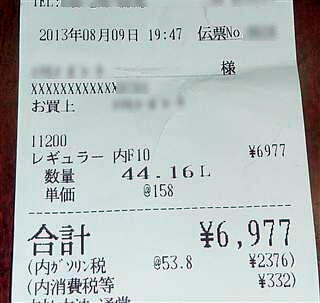 TEL:
2013年08月09日 19:47 伝票No
様
XXXXXXXXXXXX
お買上
11200
レギュラー 内F10 ¥6977
数量 44.16L
単価 @158
合計 ¥6,977
(内ガソリン税 @53.8 ¥2376)
(内消費税等 ¥332)